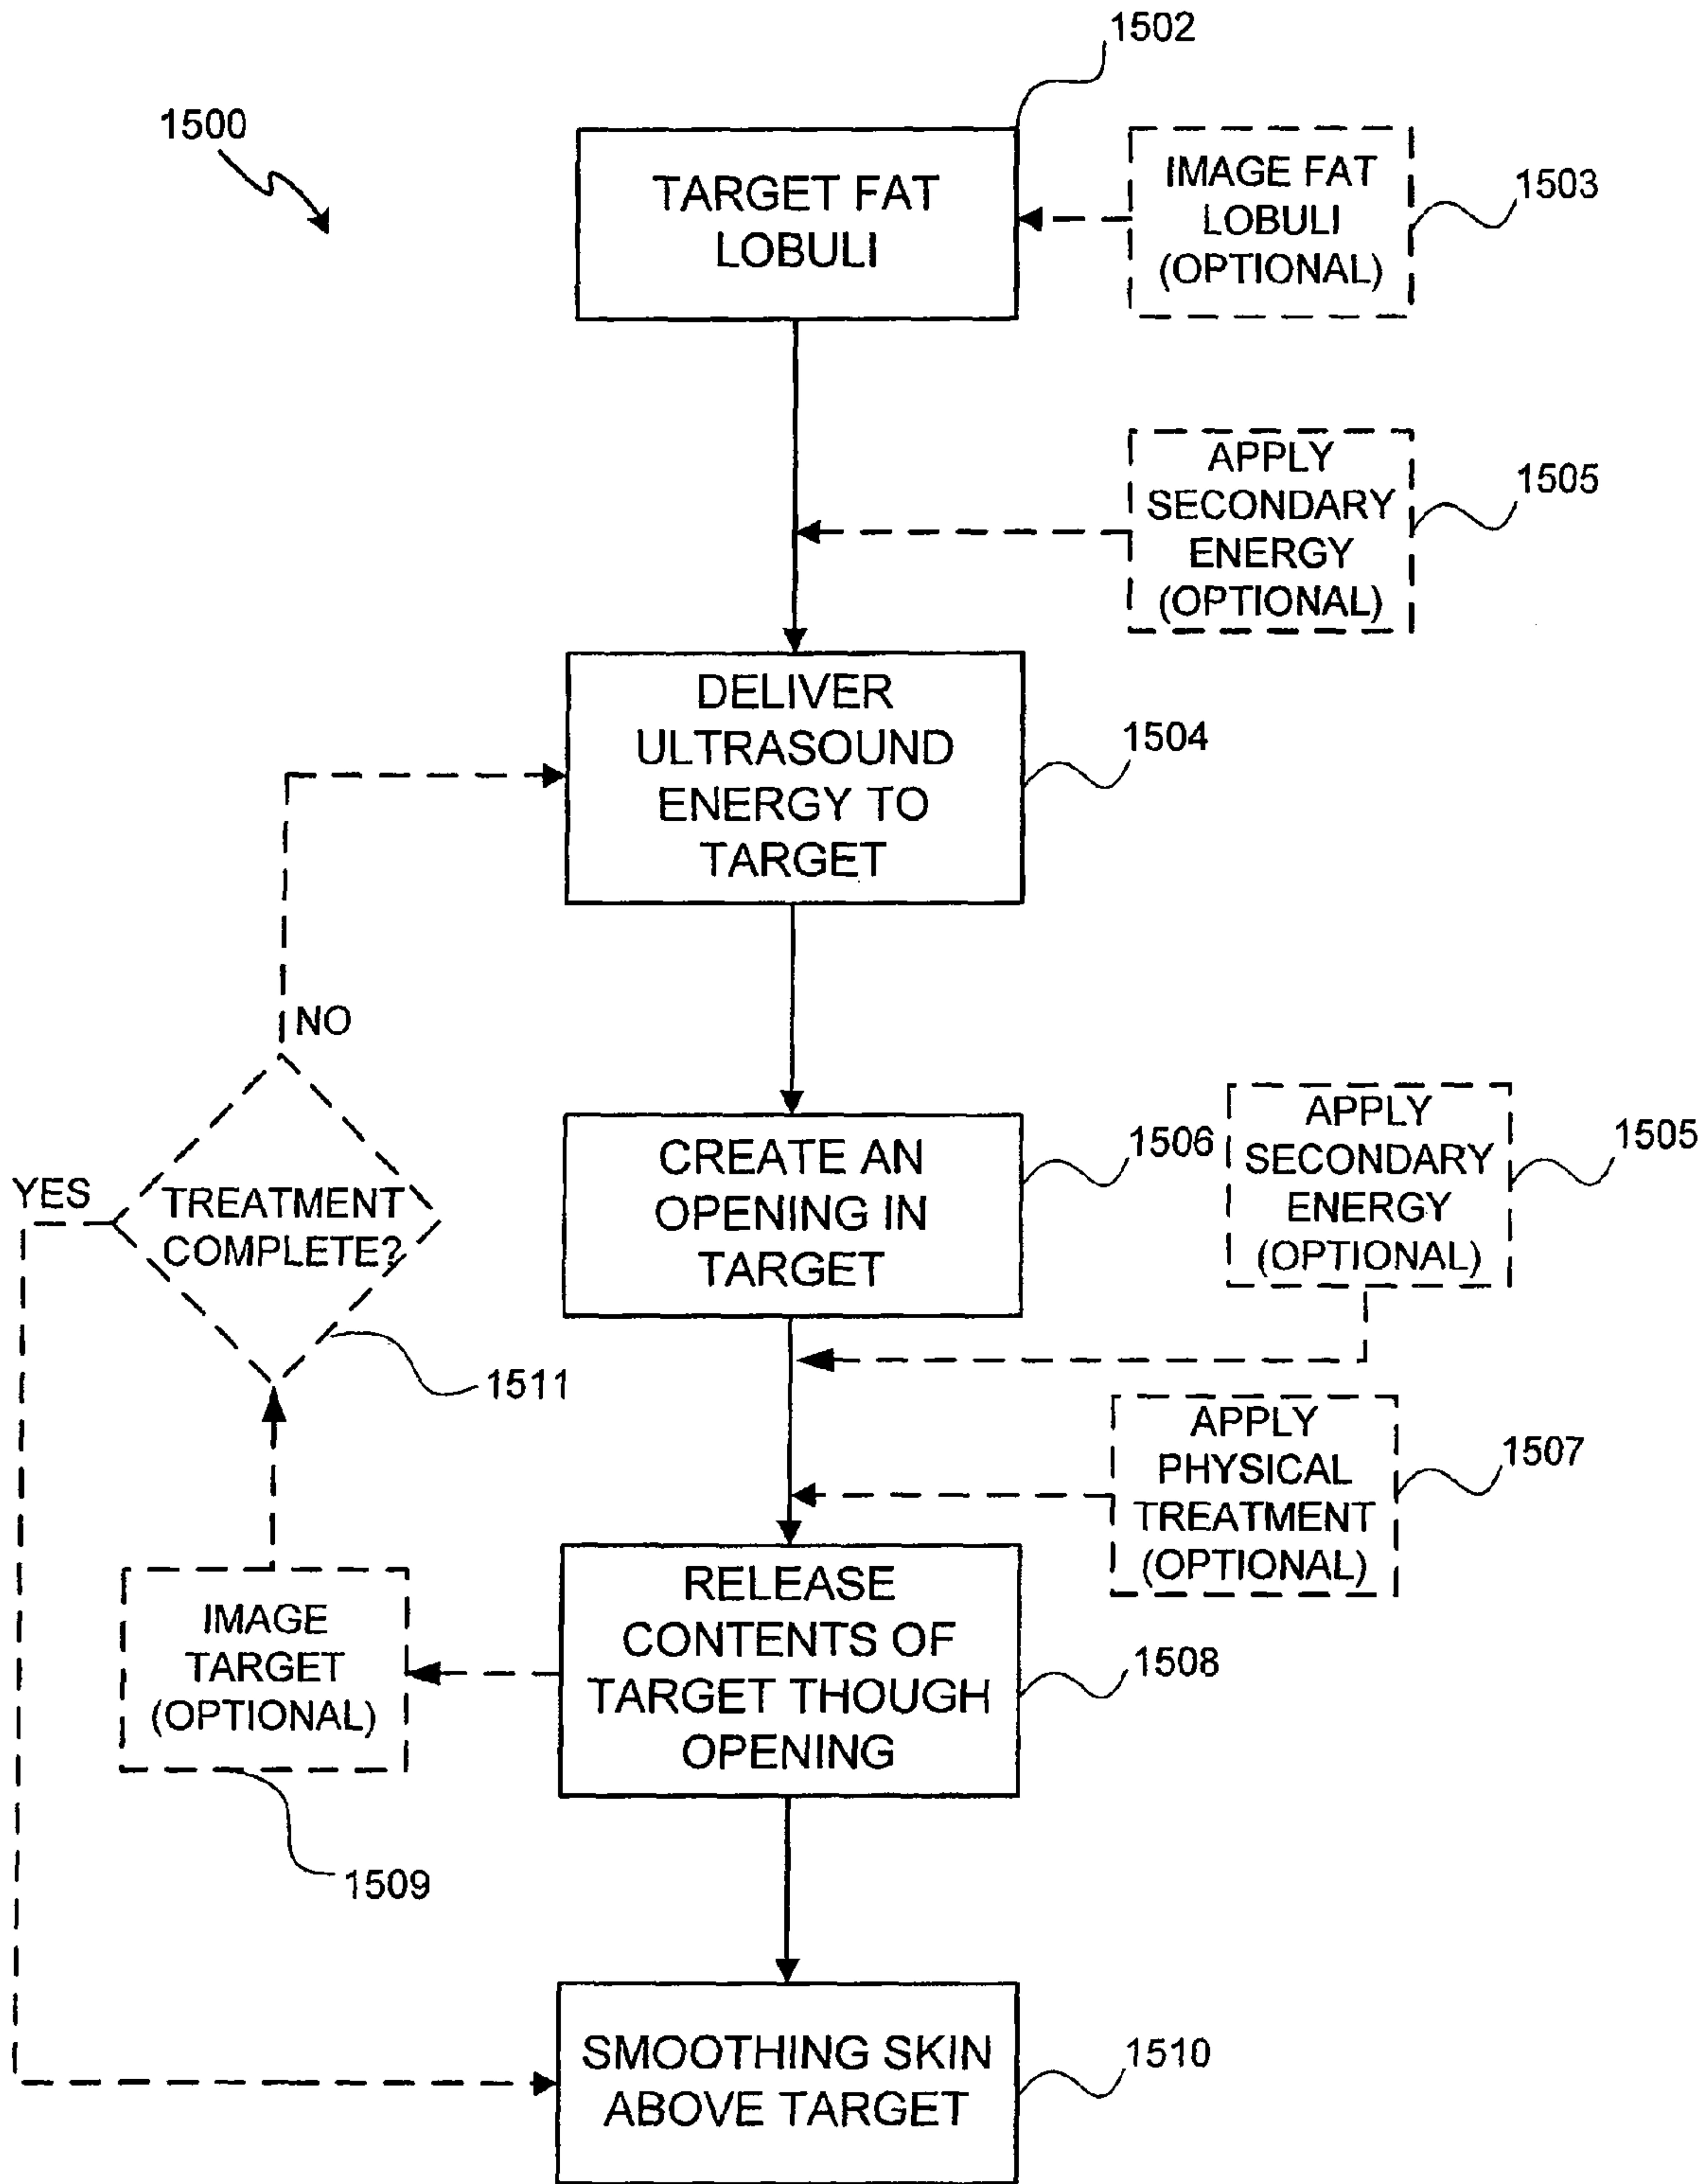 1502
1500
TARGET FAT
LOBULI
IMAGE FAT
LOBULI
(OPTIONAL)
1503
APPLY
SECONDARY
ENERGY
(OPTIONAL)
1505
DELIVER
ULTRASOUND
ENERGY TO
TARGET
1504
NO
YES
TREATMENT
COMPLETE?
1511
CREATE AN
OPENING IN
TARGET
1506
APPLY
SECONDARY
ENERGY
(OPTIONAL)
1505
APPLY
PHYSICAL
TREATMENT
(OPTIONAL)
1507
RELEASE
CONTENTS OF
TARGET THOUGH
OPENING
1508
IMAGE
TARGET
(OPTIONAL)
1509
SMOOTHING SKIN
ABOVE TARGET
1510